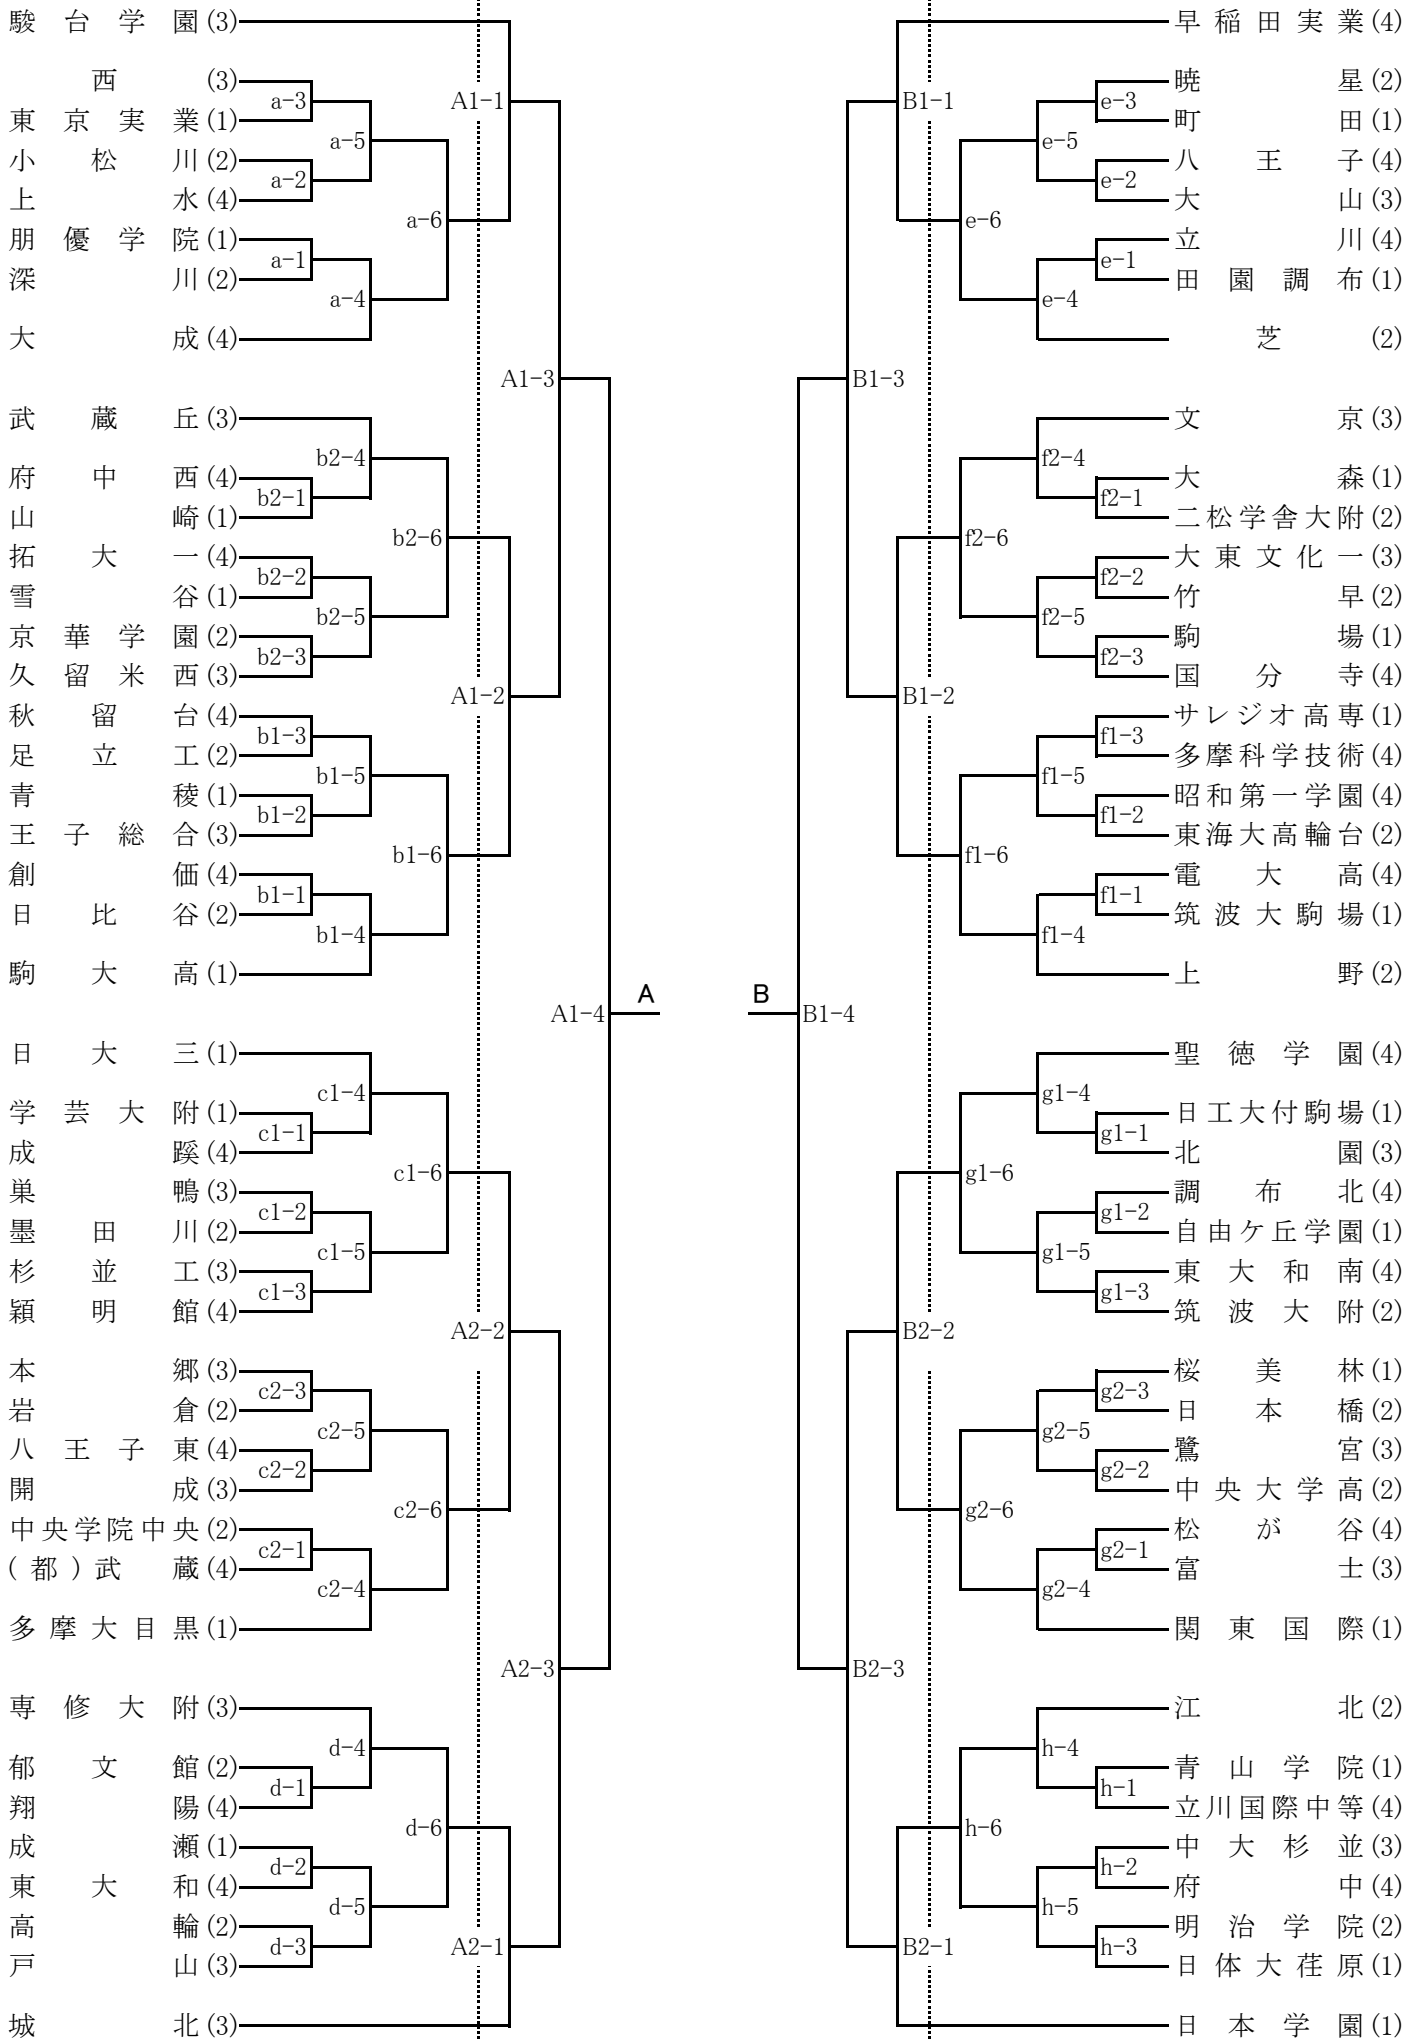 駿台学園(3)
A1-1
西(3)
a-3
東京実業(1)
a-5
小松川(2)
a-2
上水(4)
a-6
朋優学院(1)
a-1
深川(2)
a-4
大成(4)
A1-3
武蔵丘(3)
b2-4
府中西(4)
b2-1
山崎(1)
b2-6
拓大一(4)
b2-2
雪谷(1)
b2-5
京華学園(2)
b2-3
久留米西(3)
A1-2
秋留台(4)
b1-3
足立工(2)
b1-5
青稜(1)
b1-2
王子総合(3)
b1-6
創価(4)
b1-1
日比谷(2)
b1-4
駒大高(1)
A
A1-4
日大三(1)
c1-4
学芸大附(1)
c1-1
成蹊(4)
c1-6
巣鴨(3)
c1-2
墨田川(2)
c1-5
杉並工(3)
c1-3
穎明館(4)
A2-2
本郷(3)
c2-3
岩倉(2)
c2-5
八王子東(4)
c2-2
開成(3)
c2-6
中央学院中央(2)
c2-1
(都)武蔵(4)
c2-4
多摩大目黒(1)
A2-3
専修大附(3)
d-4
郁文館(2)
d-1
翔陽(4)
d-6
成瀬(1)
d-2
東大和(4)
d-5
高輪(2)
d-3
戸山(3)
A2-1
城北(3)
早稲田実業(4)
B1-1
暁星(2)
e-3
町田(1)
e-5
八王子(4)
e-2
大山(3)
e-6
立川(4)
e-1
田園調布(1)
e-4
芝(2)
B1-3
文京(3)
f2-4
大森(1)
f2-1
二松学舎大附(2)
f2-6
大東文化一(3)
f2-2
竹早(2)
f2-5
駒場(1)
f2-3
国分寺(4)
B1-2
サレジオ高専(1)
f1-3
多摩科学技術(4)
f1-5
昭和第一学園(4)
f1-2
東海大高輪台(2)
f1-6
電大高(4)
f1-1
筑波大駒場(1)
f1-4
上野(2)
B
B1-4
聖徳学園(4)
g1-4
日工大付駒場(1)
g1-1
北園(3)
g1-6
調布北(4)
g1-2
自由ケ丘学園(1)
g1-5
東大和南(4)
g1-3
筑波大附(2)
B2-2
桜美林(1)
g2-3
日本橋(2)
g2-5
鷺宮(3)
g2-2
中央大学高(2)
g2-6
松が谷(4)
g2-1
富士(3)
g2-4
関東国際(1)
B2-3
江北(2)
h-4
青山学院(1)
h-1
立川国際中等(4)
h-6
中大杉並(3)
h-2
府中(4)
h-5
明治学院(2)
h-3
日体大荏原(1)
B2-1
日本学園(1)